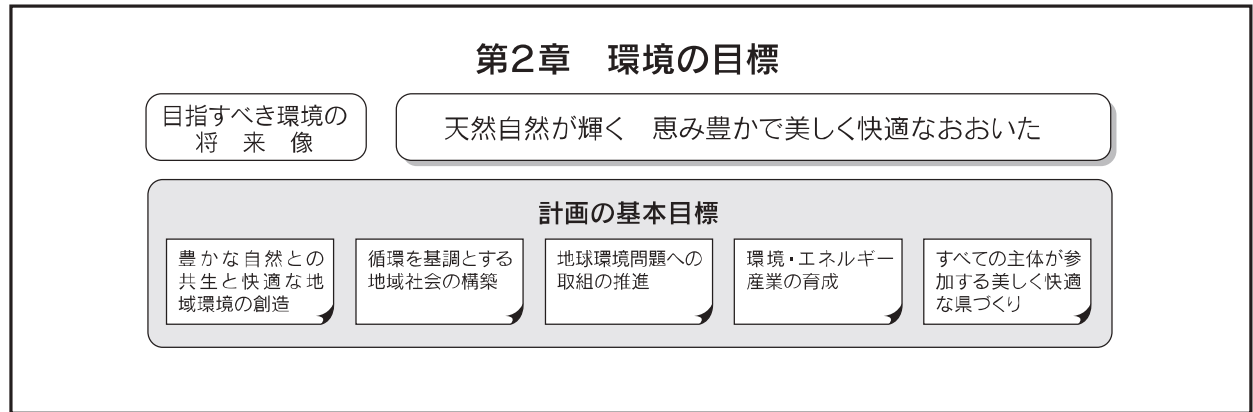 第2章　環境の目標
目指すべき環境の
将　来　像
天然自然が輝く　恵み豊かで美しく快適なおおいた
計画の基本目標
豊かな自然との
共生と快適な地
域環境の創造
循環を基調とする
地域社会の構築
地球環境問題への
取組の推進
環境・エネルギー
産業の育成
すべての主体が参
加する美しく快適
な県づくり